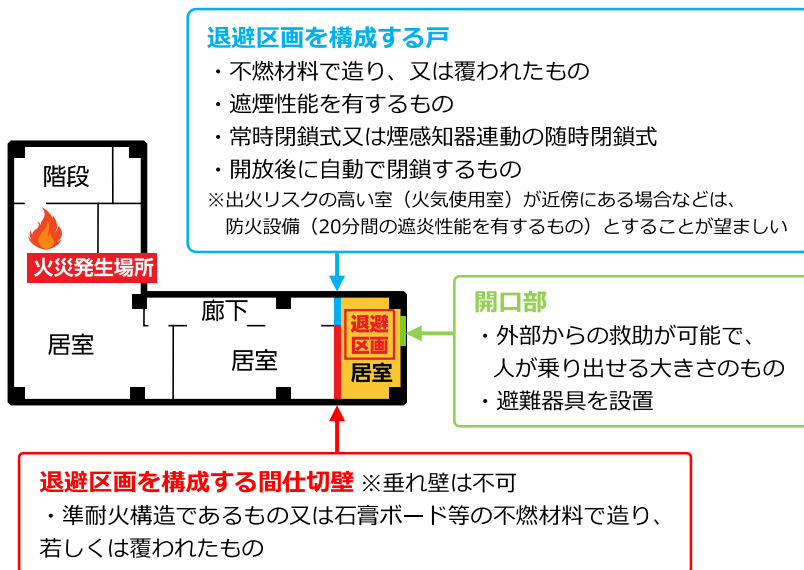 退避区画を構成する戸
・不燃材料で造り、又は覆われたもの
・遮煙性能を有するもの
・常時閉鎖式又は煙感知器連動の随時閉鎖式
・開放後に自動で閉鎖するもの
※出火リスクの高い室（火気使用室）が近傍にある場合などは、
防火設備（20分間の遮炎性能を有するもの）とすることが望ましい
階段
火災発生場所
居室
廊下
居室
退避
区画
居室
開口部
・外部からの救助が可能で、
人が乗り出せる大きさのもの
・避難器具を設置
退避区画を構成する間仕切壁 ※垂れ壁は不可
・準耐火構造であるもの又は石膏ボード等の不燃材料で造り、
若しくは覆われたもの